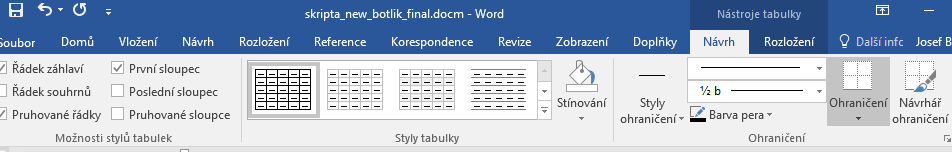 skripta_new_botlik_final.docm - Word Nástroje tabulky
Soubor Domů Vložení Návrh Rozložení Reference Korespondence Revize Zobrazení Doplňky Návrh Rozložení Další infc Josef B
Řádek záhlaví První sloupec
Řádek souhrnů Poslední sloupec
Pruhované řádky Pruhované sloupce
Možnosti stylů tabulek
Styly tabulky
Stínování
Styly
ohraničení
½ b
Barva pera
Ohraničení
Návrhář
ohraničení
Ohraničení